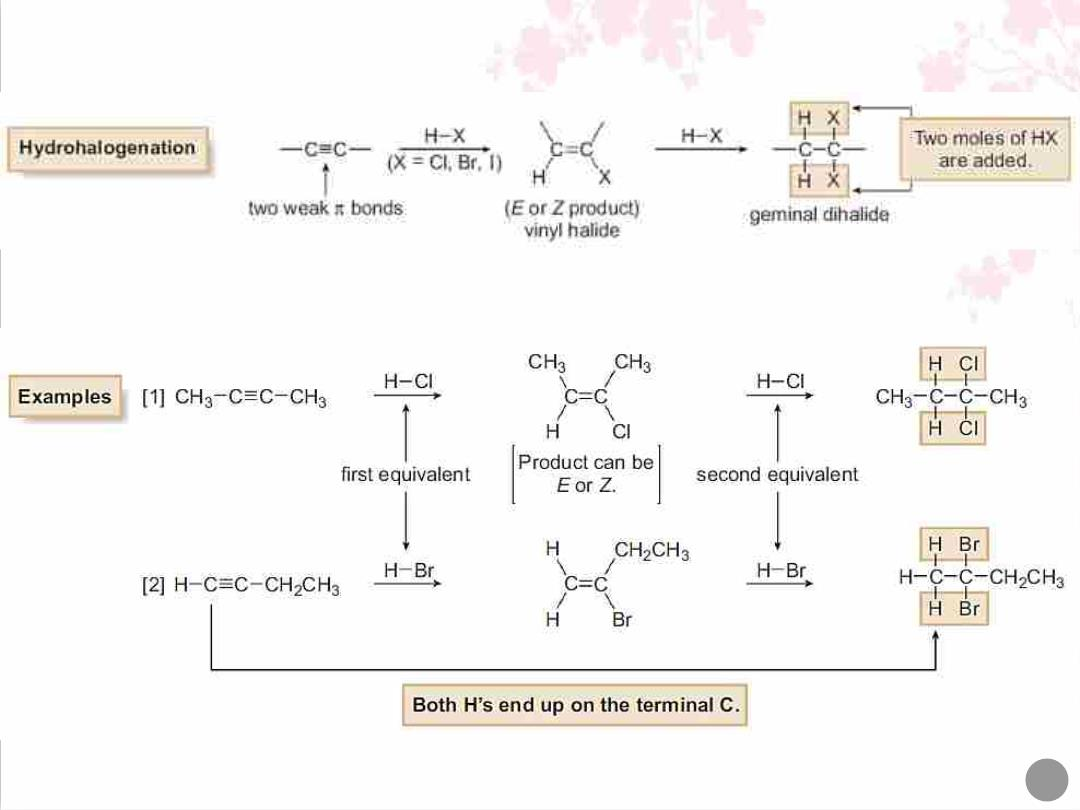 Hydrohalogenation
—C≡C—
two weak π bonds
H—X
(X = Cl, Br, I)
C=C
H X
(E or Z product)
vinyl halide
H—X
H X
—C—C—
H X
geminal dihalide
Two moles of HX
are added.
Examples
[1] CH₃—C≡C—CH₃
H—Cl
CH₃ CH₃
C=C
H Cl
H—Cl
H Cl
CH₃—C—C—CH₃
H Cl
first equivalent
Product can be
E or Z.
second equivalent
[2] H—C≡C—CH₂CH₃
H—Br
H CH₂CH₃
C=C
H Br
H—Br
H Br
H—C—C—CH₂CH₃
H Br
Both H's end up on the terminal C.